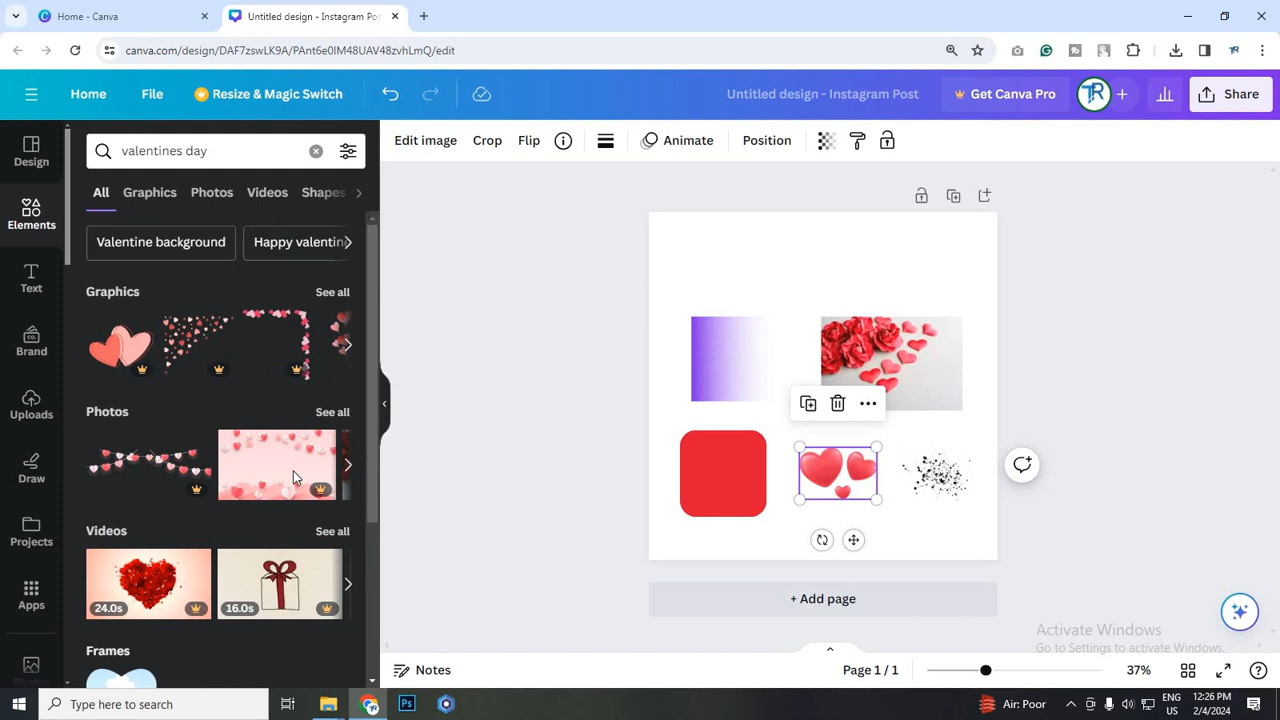 Home - Canva
Untitled design - Instagram Post
canva.com/design/DAF7zswLK9A/PAnt6e0IM48UAV48zvhLmQ/edit
Home
File
Resize & Magic Switch
Untitled design - Instagram Post
Get Canva Pro
Share
Design
Elements
Text
Brand
Uploads
Draw
Projects
Apps
valentines day
All
Graphics
Photos
Videos
Shapes
Valentine background
Happy valentin
Graphics
See all
Photos
See all
Videos
See all
24.0s
16.0s
Frames
Edit image
Crop
Flip
Animate
Position
+ Add page
Activate Windows
Go to Settings to activate Windows.
Notes
Page 1 / 1
37%
Type here to search
Ps
Air: Poor
ENG
US
12:26 PM
2/4/2024